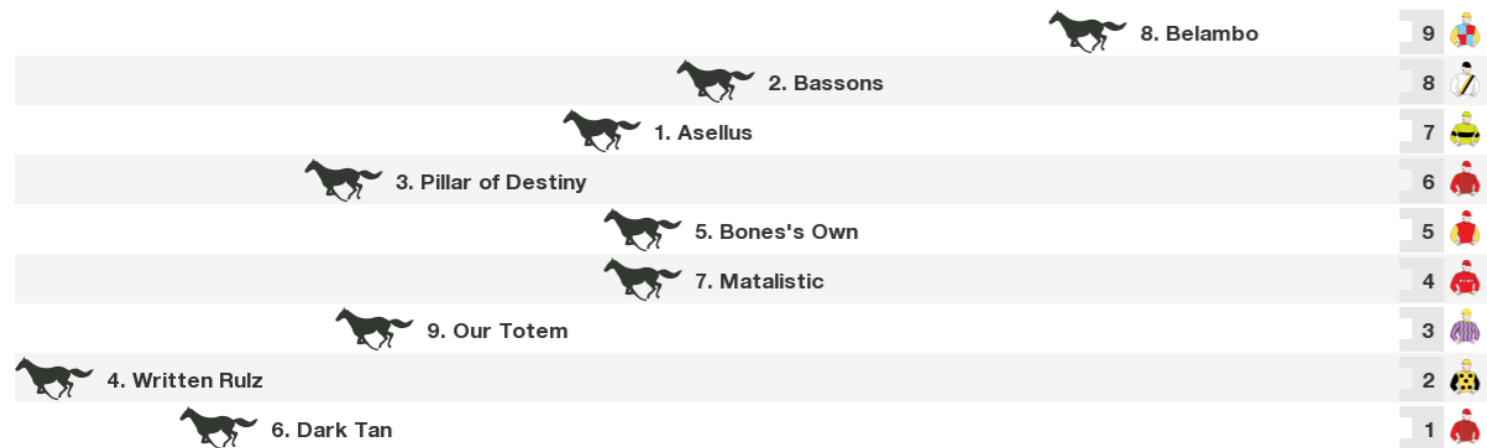 8. Belambo 9
2. Bassons 8
1. Asellus 7
3. Pillar of Destiny 6
5. Bones's Own 5
7. Matalistic 4
9. Our Totem 3
4. Written Rulz 2
6. Dark Tan 1